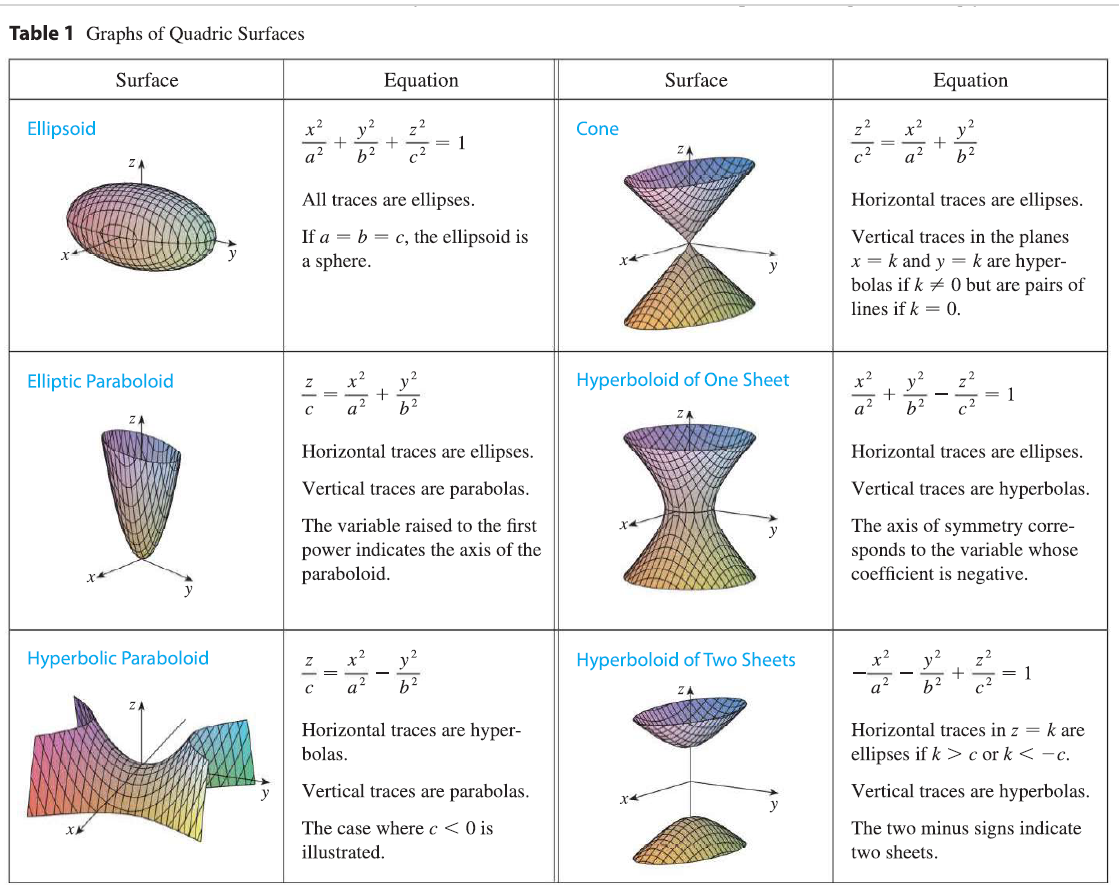 Table 1 Graphs of Quadric Surfaces
Surface
Equation
Surface
Equation
Ellipsoid
z
x
y
x²/a² + y²/b² + z²/c² = 1
All traces are ellipses.
If a = b = c, the ellipsoid is
a sphere.
Cone
z
x
y
z²/c² = x²/a² + y²/b²
Horizontal traces are ellipses.
Vertical traces in the planes
x = k and y = k are hyper-
bolas if k ≠ 0 but are pairs of
lines if k = 0.
Elliptic Paraboloid
z
x
y
z/c = x²/a² + y²/b²
Horizontal traces are ellipses.
Vertical traces are parabolas.
The variable raised to the first
power indicates the axis of the
paraboloid.
Hyperboloid of One Sheet
z
x
y
x²/a² + y²/b² − z²/c² = 1
Horizontal traces are ellipses.
Vertical traces are hyperbolas.
The axis of symmetry corre-
sponds to the variable whose
coefficient is negative.
Hyperbolic Paraboloid
z
y
x
z/c = x²/a² − y²/b²
Horizontal traces are hyper-
bolas.
Vertical traces are parabolas.
The case where c < 0 is
illustrated.
Hyperboloid of Two Sheets
z
x
y
−x²/a² − y²/b² + z²/c² = 1
Horizontal traces in z = k are
ellipses if k > c or k < −c.
Vertical traces are hyperbolas.
The two minus signs indicate
two sheets.